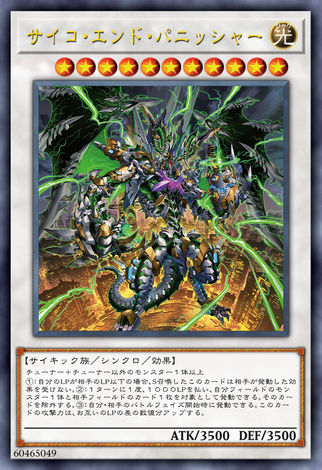 サイコ・エンド・パニッシャー
光
【サイキック族／シンクロ／効果】
チューナー＋チューナー以外のモンスター１体以上
①：自分のLPが相手のLP以下の場合、S召喚したこのカードは相手が発動した効
果を受けない。②：１ターンに１度、１０００LPを払い、自分フィールドのモン
スター１体と相手フィールドのカード１枚を対象として発動できる。そのカー
ドを除外する。③：自分・相手のバトルフェイズ開始時に発動できる。このカー
ドの攻撃力は、お互いのLPの差の数値分アップする。
ATK/3500 DEF/3500
60465049